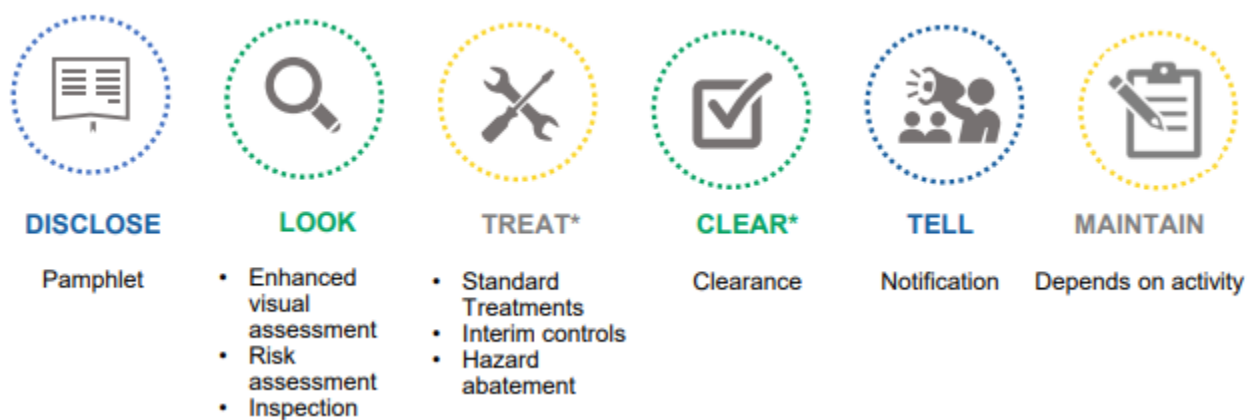 DISCLOSE
Pamphlet
LOOK
• Enhanced
visual
assessment
• Risk
assessment
• Inspection
TREAT*
• Standard
Treatments
• Interim controls
• Hazard
abatement
CLEAR*
Clearance
TELL
Notification
MAINTAIN
Depends on activity